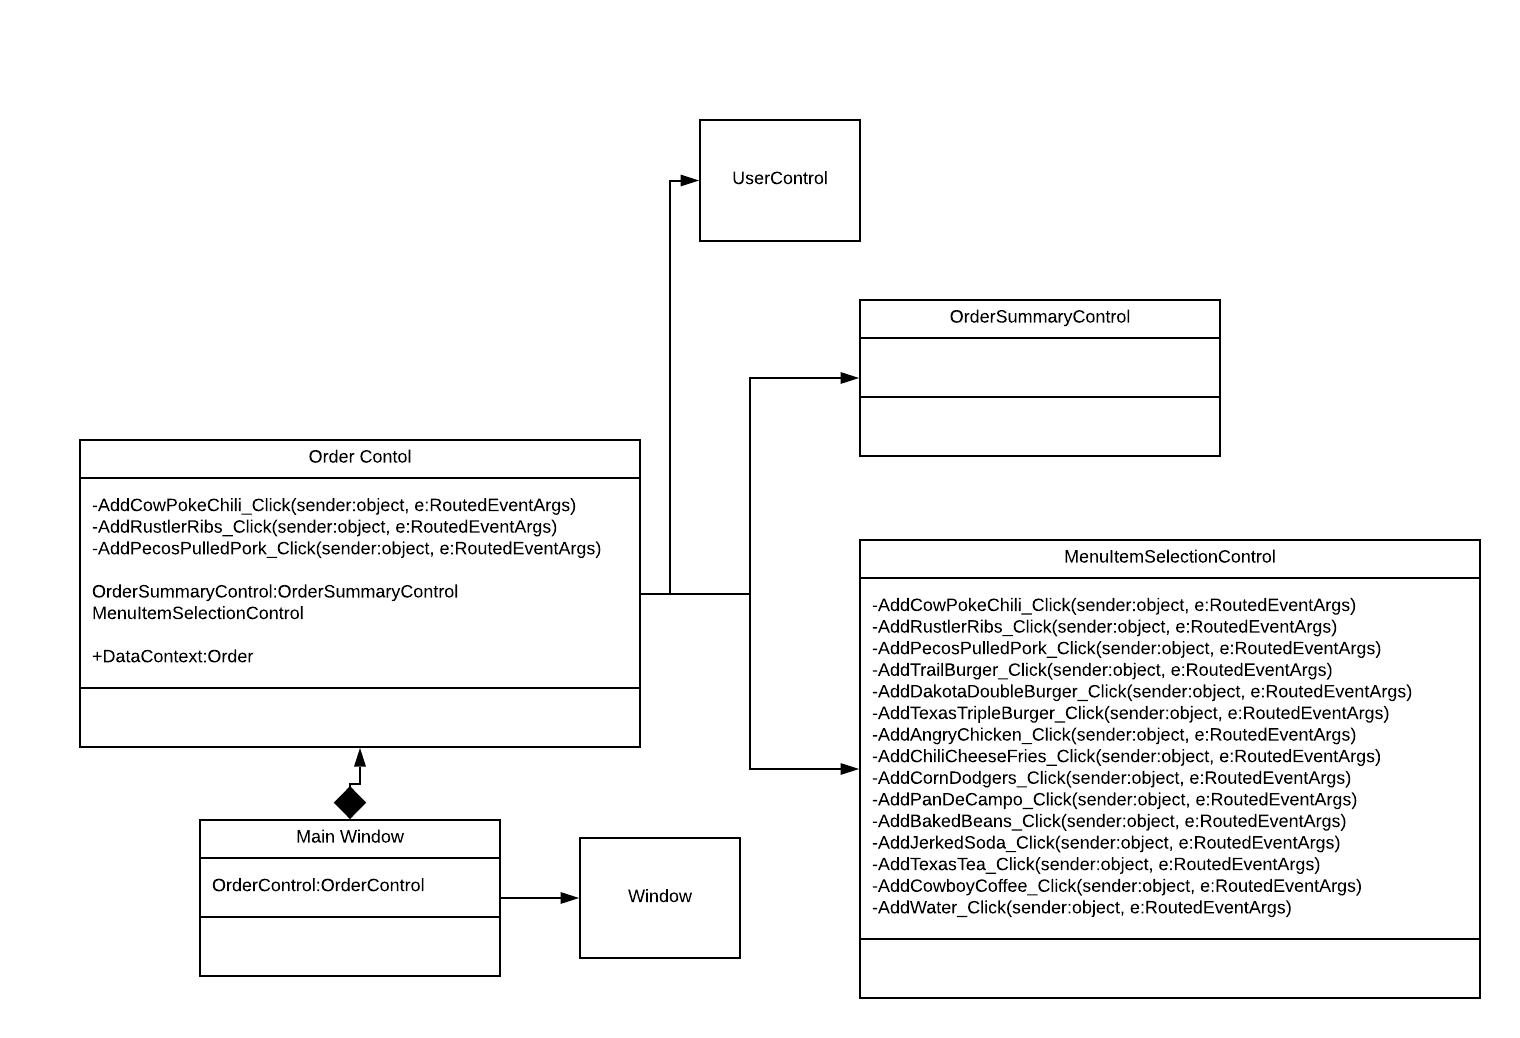 UserControl
OrderSummaryControl
Order Contol
-AddCowPokeChili_Click(sender:object, e:RoutedEventArgs)
-AddRustlerRibs_Click(sender:object, e:RoutedEventArgs)
-AddPecosPulledPork_Click(sender:object, e:RoutedEventArgs)
OrderSummaryControl:OrderSummaryControl
MenuItemSelectionControl
+DataContext:Order
MenuItemSelectionControl
-AddCowPokeChili_Click(sender:object, e:RoutedEventArgs)
-AddRustlerRibs_Click(sender:object, e:RoutedEventArgs)
-AddPecosPulledPork_Click(sender:object, e:RoutedEventArgs)
-AddTrailBurger_Click(sender:object, e:RoutedEventArgs)
-AddDakotaDoubleBurger_Click(sender:object, e:RoutedEventArgs)
-AddTexasTripleBurger_Click(sender:object, e:RoutedEventArgs)
-AddAngryChicken_Click(sender:object, e:RoutedEventArgs)
-AddChiliCheeseFries_Click(sender:object, e:RoutedEventArgs)
-AddCornDodgers_Click(sender:object, e:RoutedEventArgs)
-AddPanDeCampo_Click(sender:object, e:RoutedEventArgs)
-AddBakedBeans_Click(sender:object, e:RoutedEventArgs)
-AddJerkedSoda_Click(sender:object, e:RoutedEventArgs)
-AddTexasTea_Click(sender:object, e:RoutedEventArgs)
-AddCowboyCoffee_Click(sender:object, e:RoutedEventArgs)
-AddWater_Click(sender:object, e:RoutedEventArgs)
Main Window
OrderControl:OrderControl
Window